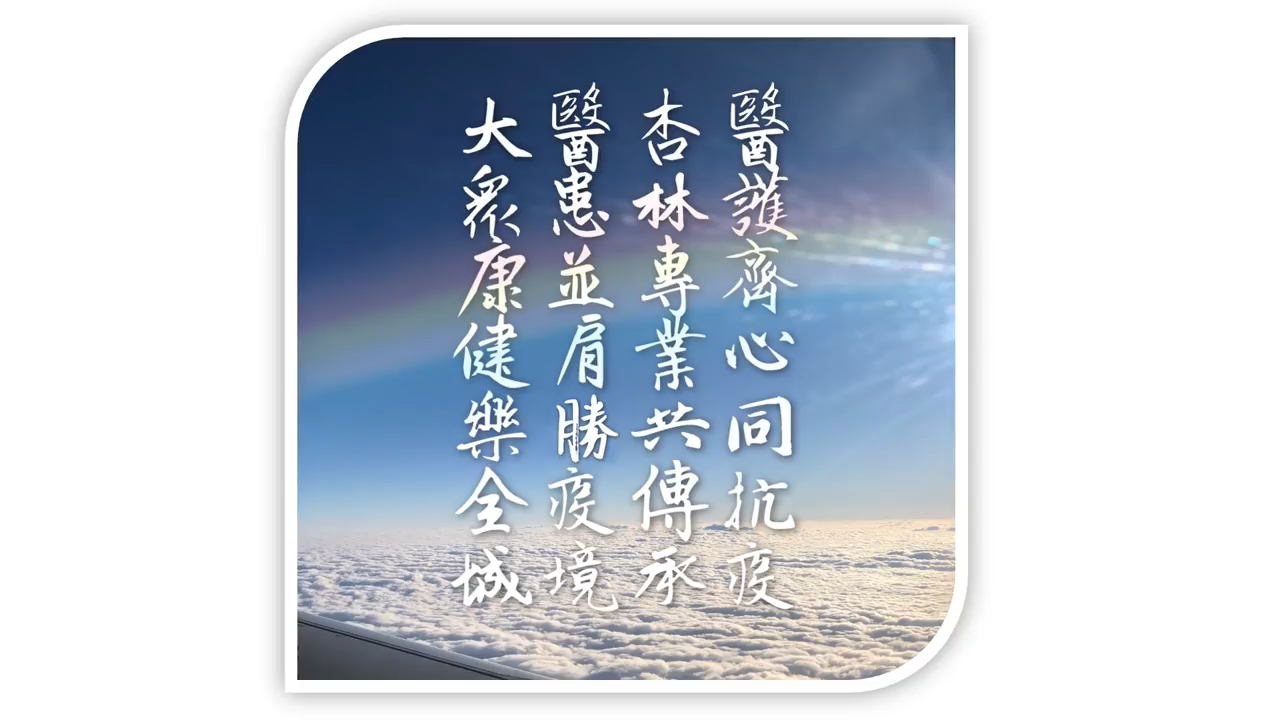 醫護齊心同抗疫
杏林專業共傳承
醫患並肩勝疫境
大眾康健樂全城